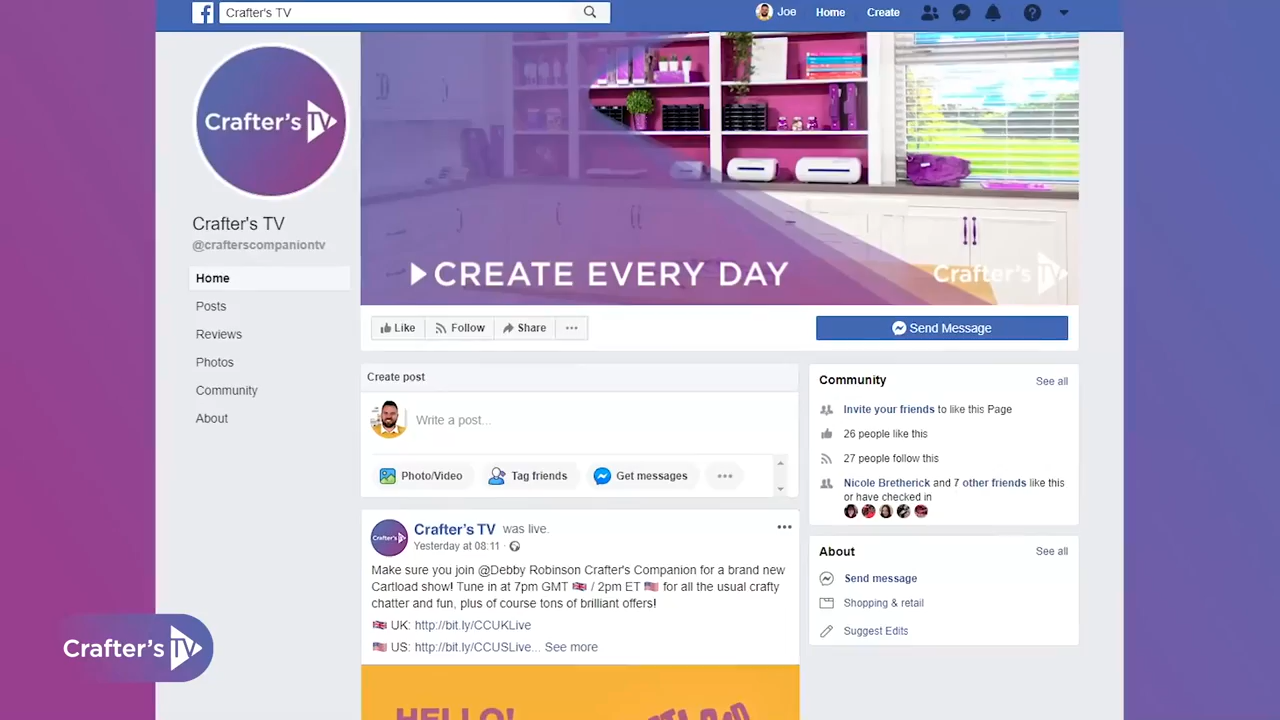 Crafter's TV
Joe
Home
Create
Crafter's TV
Crafter's TV
@crafterscompaniontv
Home
Posts
Reviews
Photos
Community
About
CREATE EVERY DAY
Crafter's TV
Like
Follow
Share
Send Message
Create post
Write a post...
Photo/Video
Tag friends
Get messages
Crafter's TV was live.
Yesterday at 08:11
Make sure you join @Debby Robinson Crafter's Companion for a brand new
Cartload show! Tune in at 7pm GMT 🇬🇧 / 2pm ET 🇺🇸 for all the usual crafty
chatter and fun, plus of course tons of brilliant offers!
🇬🇧 UK: http://bit.ly/CCUKLive
🇺🇸 US: http://bit.ly/CCUSLive... See more
HELLO!
Community
See all
Invite your friends to like this Page
26 people like this
27 people follow this
Nicole Bretherick and 7 other friends like this
or have checked in
About
See all
Send message
Shopping & retail
Suggest Edits
Crafter's TV